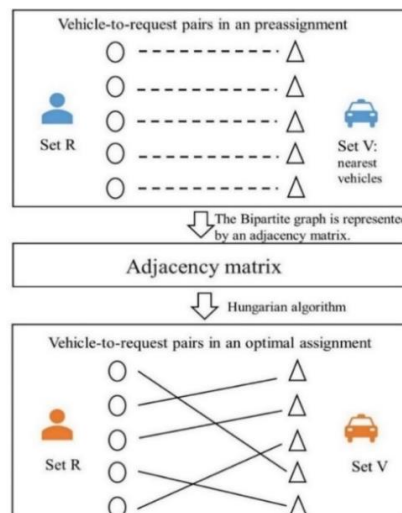 Vehicle-to-request pairs in a preassignment
Set R
Set V:
nearest
vehicles
The Bipartite graph is represented
by an adjacency matrix.
Adjacency matrix
Hungarian algorithm
Vehicle-to-request pairs in an optimal assignment
Set R
Set V